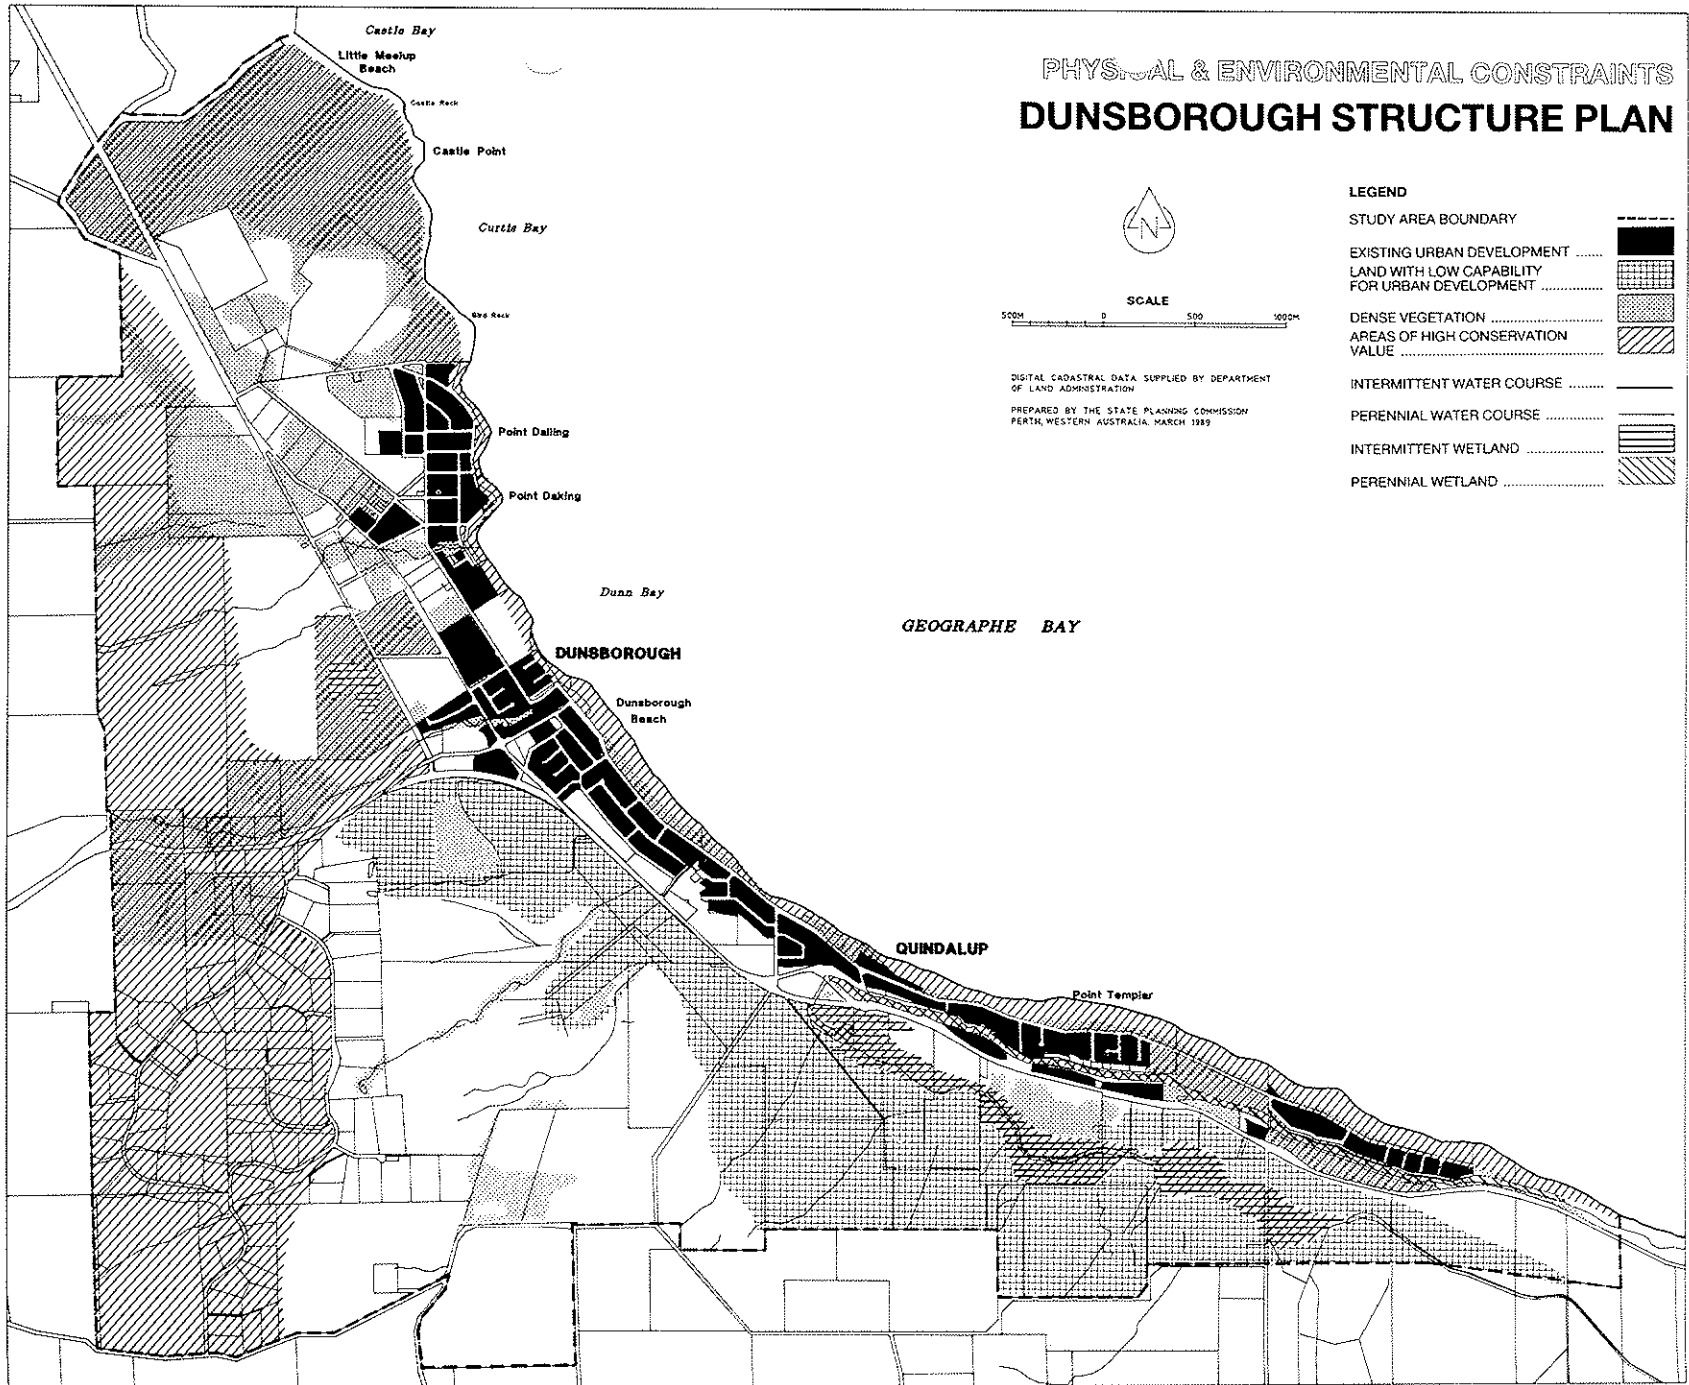 Castle Bay
Little Meelup
Beach
Castle Rock
Castle Point
Curtis Bay
Bird Rock
Point Dalling
Point Daking
Dunn Bay
DUNSBOROUGH
Dunsborough
Beach
GEOGRAPHE BAY
QUINDALUP
Point Templar
PHYSICAL & ENVIRONMENTAL CONSTRAINTS
DUNSBOROUGH STRUCTURE PLAN
N
SCALE
500M 0 500 1000M
DIGITAL CADASTRAL DATA SUPPLIED BY DEPARTMENT
OF LAND ADMINISTRATION
PREPARED BY THE STATE PLANNING COMMISSION
PERTH, WESTERN AUSTRALIA. MARCH 1989
LEGEND
STUDY AREA BOUNDARY
EXISTING URBAN DEVELOPMENT ......
LAND WITH LOW CAPABILITY
FOR URBAN DEVELOPMENT ..............
DENSE VEGETATION .........................
AREAS OF HIGH CONSERVATION
VALUE .............................................
INTERMITTENT WATER COURSE ........
PERENNIAL WATER COURSE .............
INTERMITTENT WETLAND .................
PERENNIAL WETLAND ......................